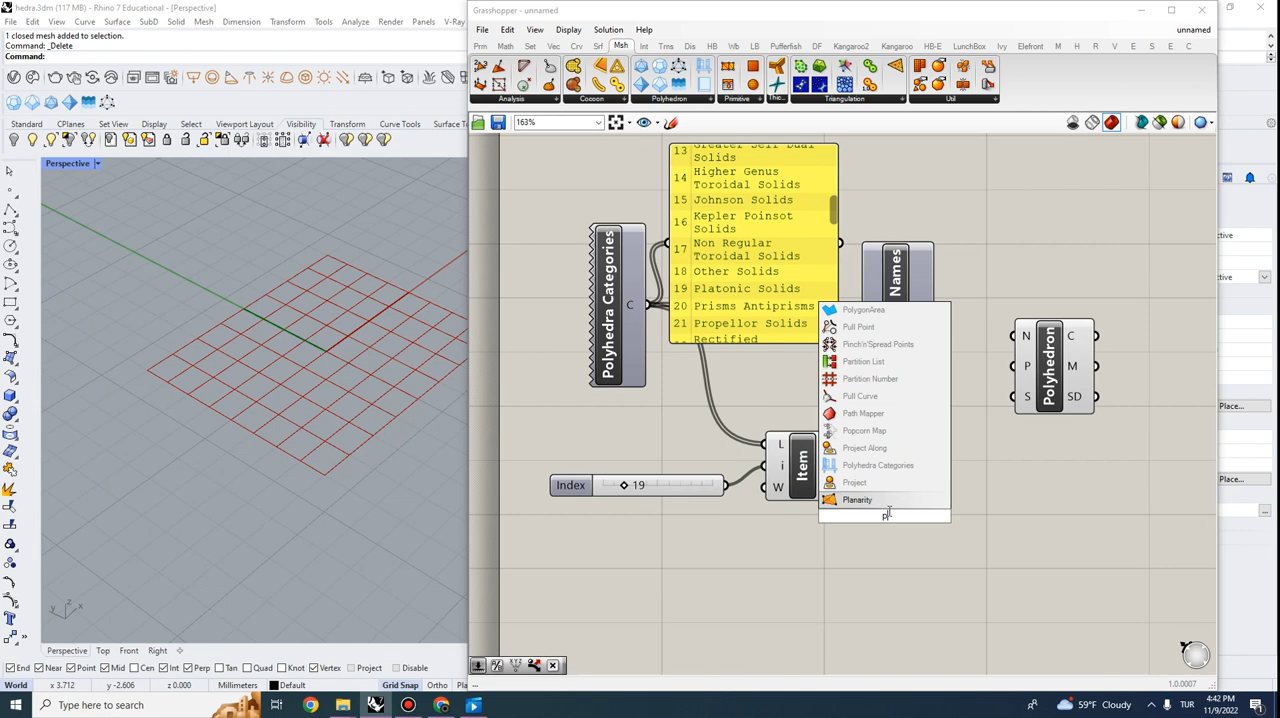 hedra.3dm (117 MB) - Rhino 7 Educational - [Perspective]
File Edit View Curve Surface SubD Solid Mesh Dimension Transform Tools Analyze Render Panels V-Ray
1 closed mesh added to selection.
Command: _Delete
Command:
Standard CPlanes Set View Display Select Viewport Layout Visibility Transform Curve Tools Surface To
Perspective
Perspective Top Front Right
End Near Point Mid Cen Int Perp Tan Quad Knot Vertex Project Disable
World x 3.712 y -2.606 z 0.000 Millimeters Default Grid Snap Ortho Pla
Grasshopper - unnamed
File Edit View Display Solution Help unnamed
Prm Math Set Vec Crv Srf Msh Int Trns Dis HB Wb LB Pufferfish DF Kangaroo2 Kangaroo HB-E LunchBox Ivy Elefront M H R V E S E C
Analysis Cocoon Polyhedron Primitive Thic... Triangulation Util
163%
13 Greater Self Dual
Solids
14 Higher Genus
Toroidal Solids
15 Johnson Solids
16 Kepler Poinsot
Solids
17 Non Regular
Toroidal Solids
18 Other Solids
19 Platonic Solids
20 Prisms Antiprisms
21 Propellor Solids
Rectified
Polyhedra Categories
C
Names
PolygonArea
Pull Point
Pinch'n'Spread Points
Partition List
Partition Number
Pull Curve
Path Mapper
Popcorn Map
Project Along
Polyhedra Categories
Project
Planarity
p
N C
P M
S SD
Polyhedron
L
i
W
Item
Index 19
...
1.0.0007
ctive
Place...
Place...
Type here to search
59°F Cloudy
TUR
4:42 PM
11/9/2022